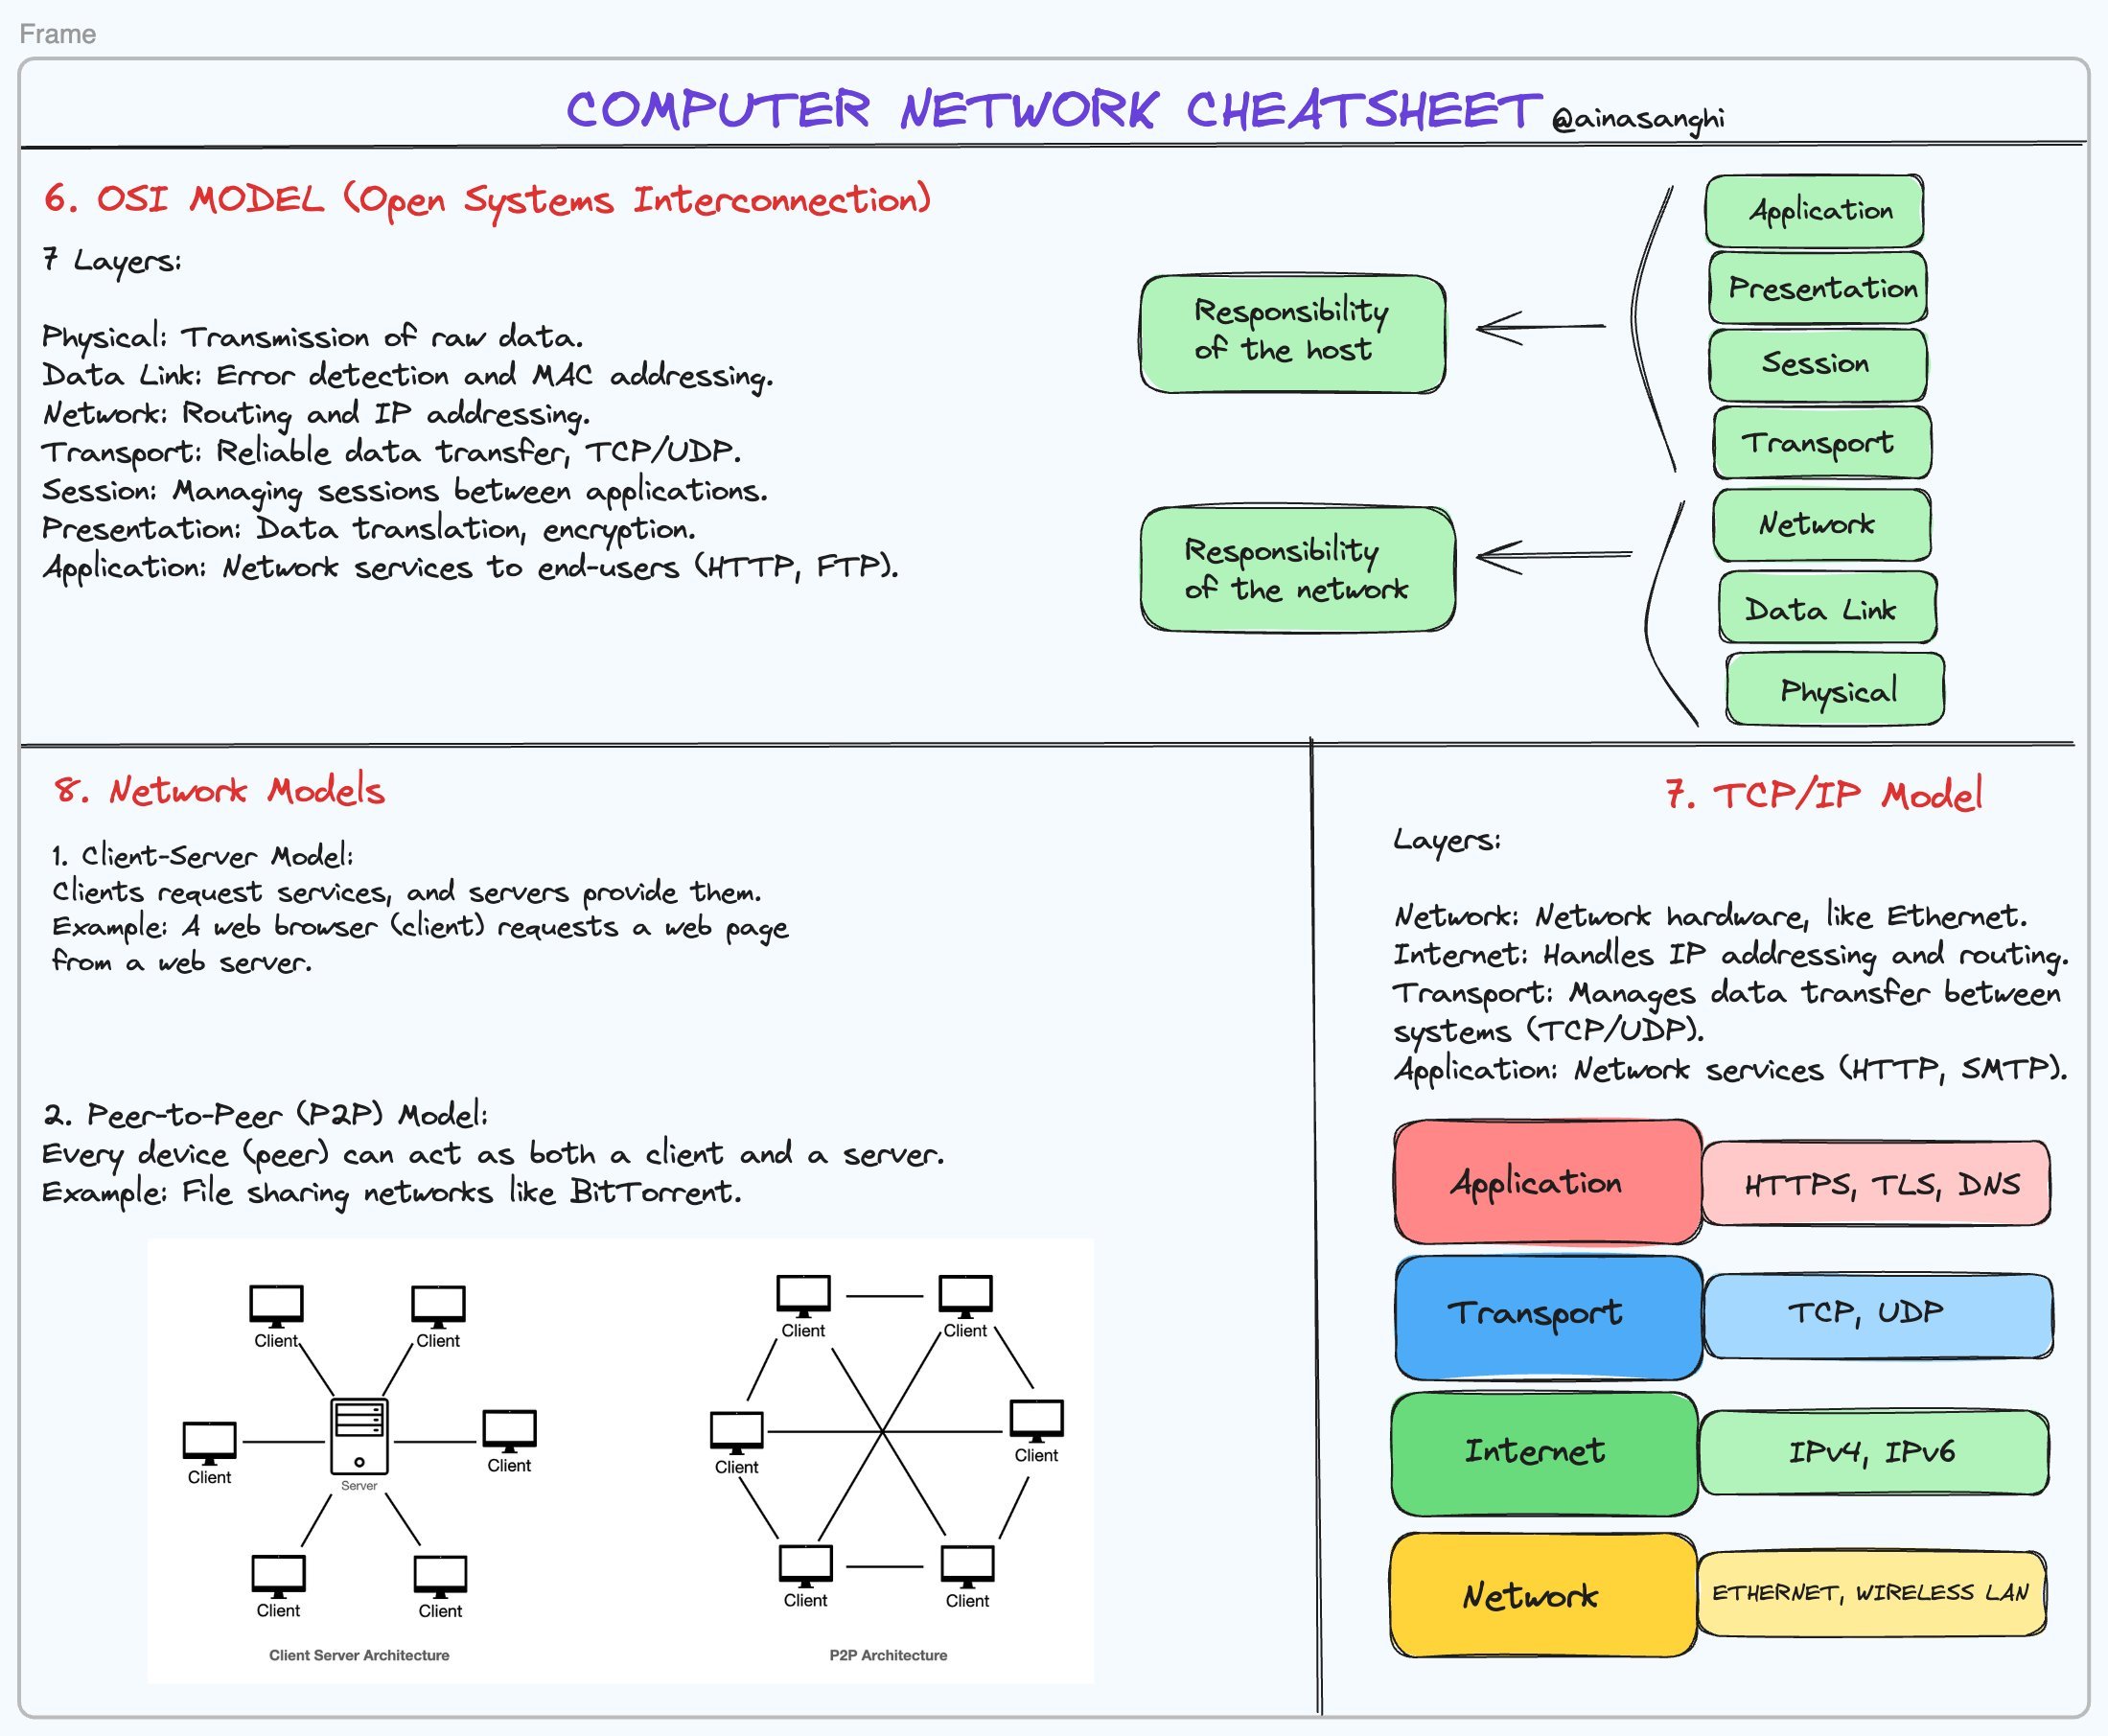 Frame
COMPUTER NETWORK CHEATSHEET @ainasanghi
6. OSI MODEL (Open Systems Interconnection)
7 Layers:
Physical: Transmission of raw data.
Data Link: Error detection and MAC addressing.
Network: Routing and IP addressing.
Transport: Reliable data transfer, TCP/UDP.
Session: Managing sessions between applications.
Presentation: Data translation, encryption.
Application: Network services to end-users (HTTP, FTP).
Responsibility
of the host
Responsibility
of the network
Application
Presentation
Session
Transport
Network
Data Link
Physical
8. Network Models
1. Client-Server Model:
Clients request services, and servers provide them.
Example: A web browser (client) requests a web page
from a web server.
2. Peer-to-Peer (P2P) Model:
Every device (peer) can act as both a client and a server.
Example: File sharing networks like BitTorrent.
Client
Client
Client
Server
Client
Client
Client
Client Server Architecture
Client
Client
Client
Client
Client
Client
P2P Architecture
7. TCP/IP Model
Layers:
Network: Network hardware, like Ethernet.
Internet: Handles IP addressing and routing.
Transport: Manages data transfer between
systems (TCP/UDP).
Application: Network services (HTTP, SMTP).
Application
HTTPS, TLS, DNS
Transport
TCP, UDP
Internet
IPv4, IPv6
Network
ETHERNET, WIRELESS LAN